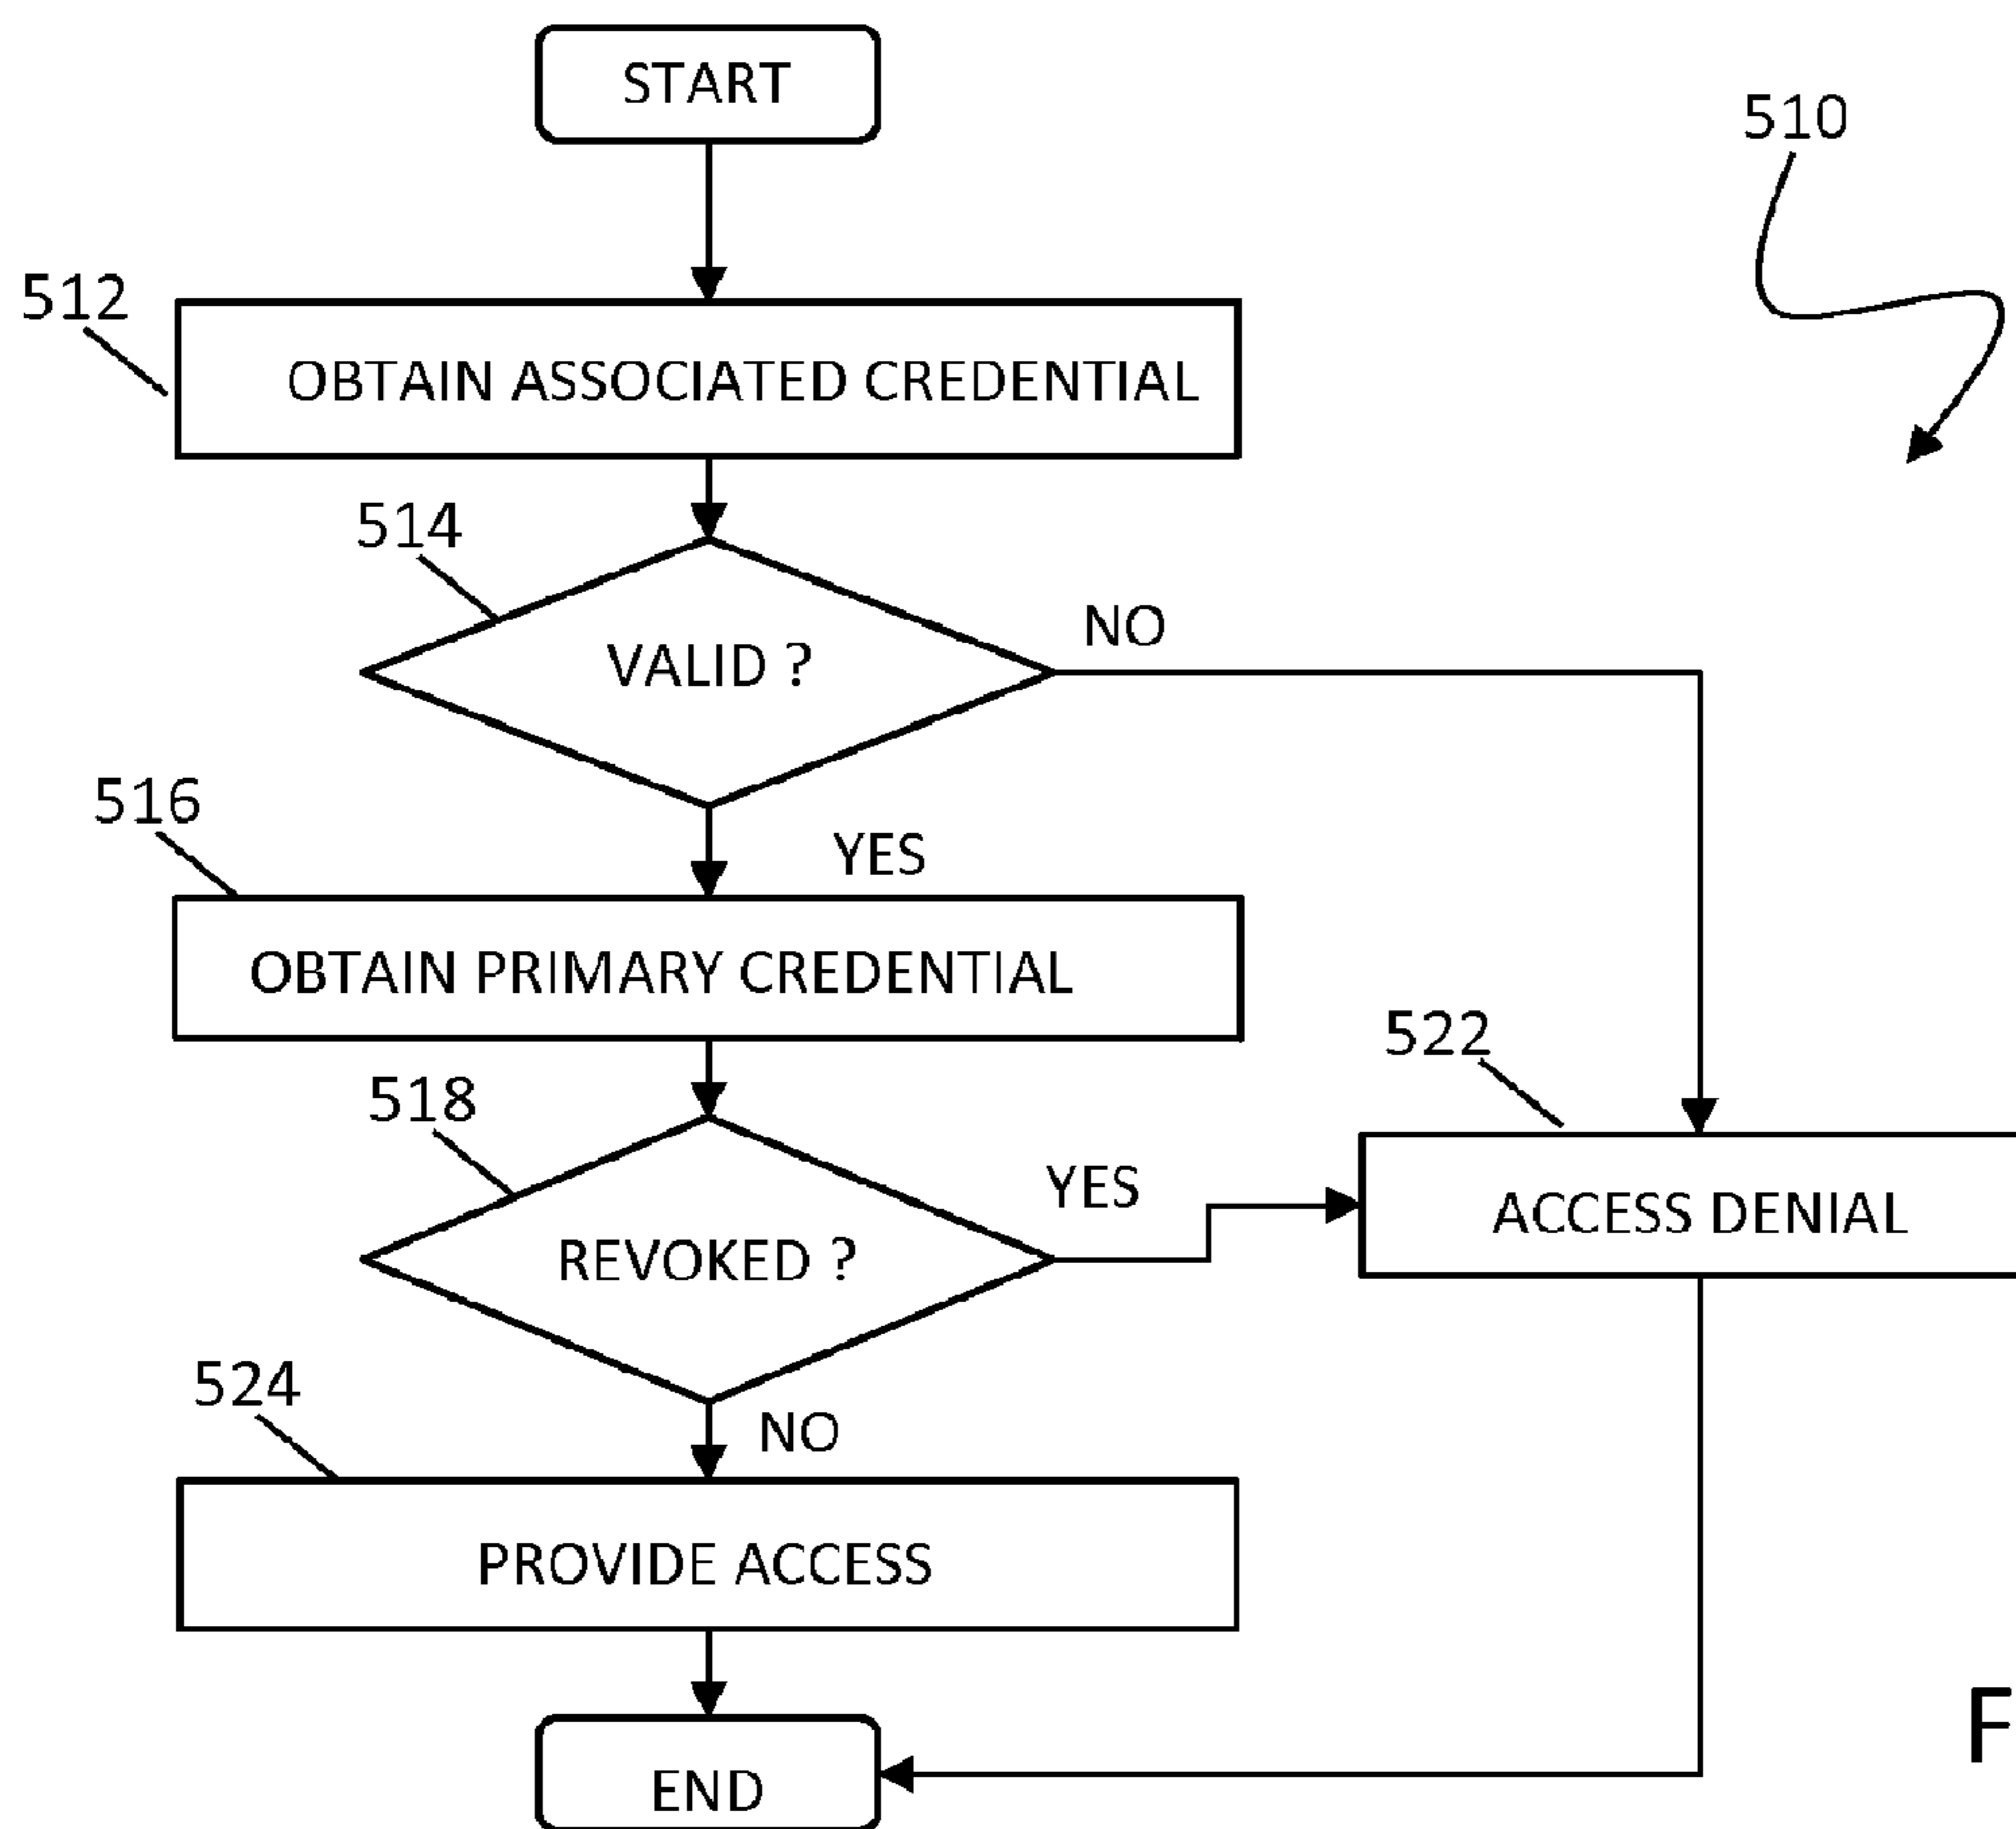 START
510
512
OBTAIN ASSOCIATED CREDENTIAL
514
VALID ?
NO
YES
516
OBTAIN PRIMARY CREDENTIAL
518
REVOKED ?
YES
522
ACCESS DENIAL
NO
524
PROVIDE ACCESS
END
F